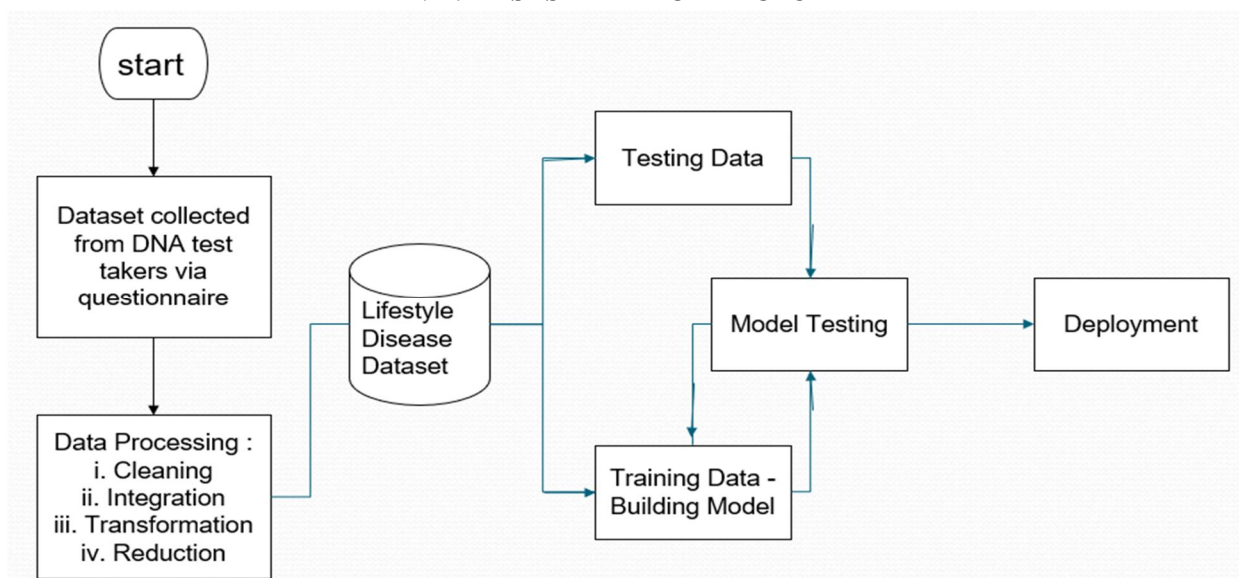 start
Dataset collected
from DNA test
takers via
questionnaire
Data Processing :
i. Cleaning
ii. Integration
iii. Transformation
iv. Reduction
Lifestyle
Disease
Dataset
Testing Data
Model Testing
Training Data -
Building Model
Deployment